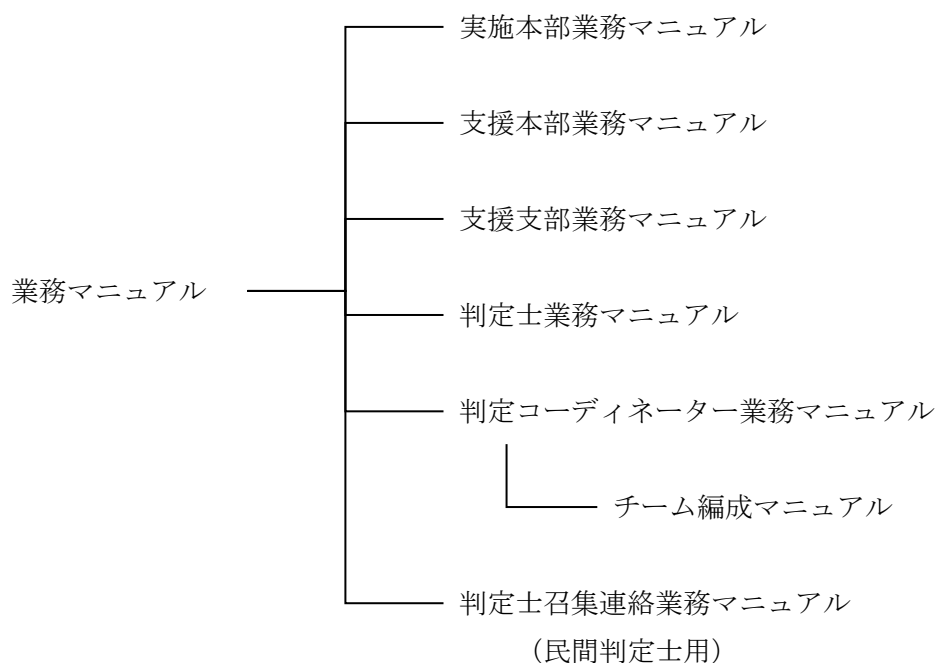 実施本部業務マニュアル
支援本部業務マニュアル
支援支部業務マニュアル
業務マニュアル
判定士業務マニュアル
判定コーディネーター業務マニュアル
チーム編成マニュアル
判定士召集連絡業務マニュアル
（民間判定士用）